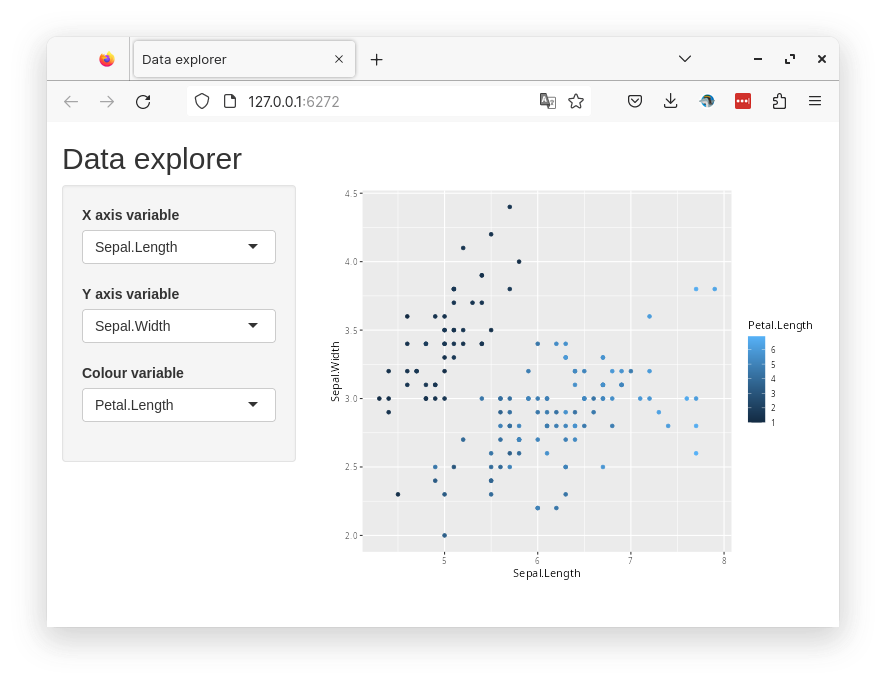 Data explorer
127.0.0.1:6272
Data explorer
X axis variable
Sepal.Length
Y axis variable
Sepal.Width
Colour variable
Petal.Length
4.5
4.0
3.5
3.0
2.5
2.0
Sepal.Width
5 6 7 8
Sepal.Length
Petal.Length
6
5
4
3
2
1